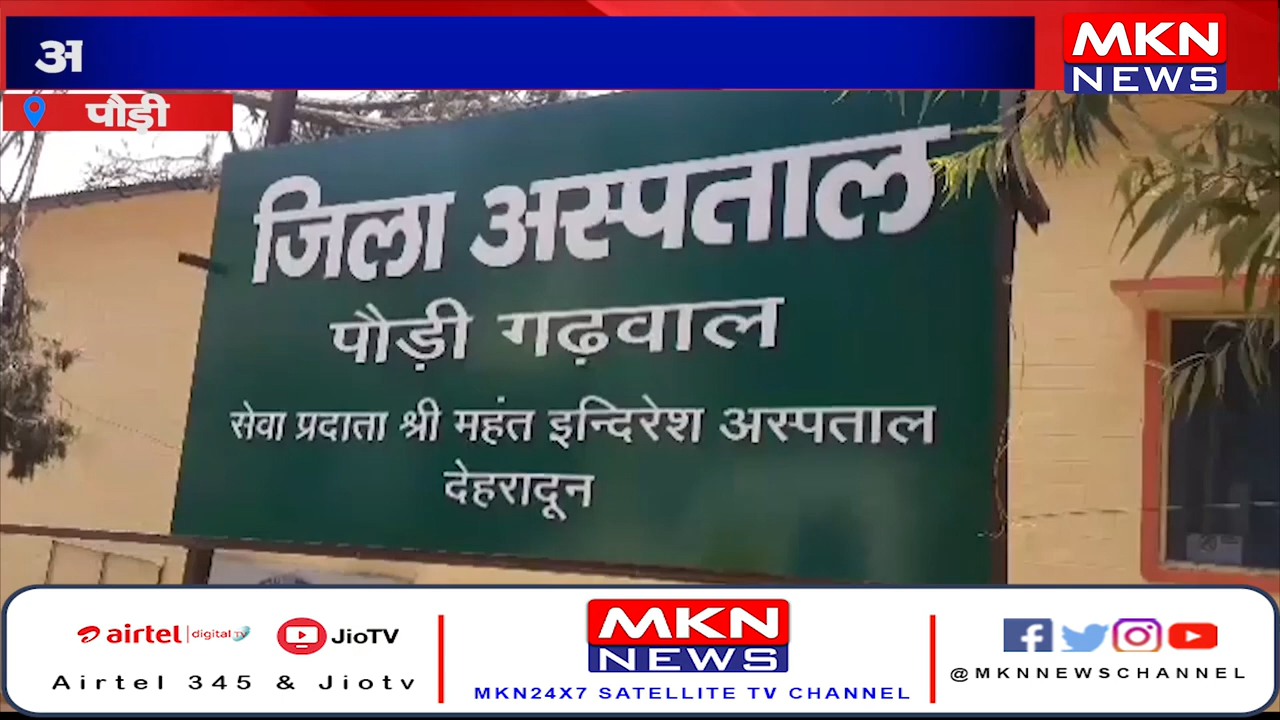 अ
MKN
NEWS
पौड़ी
जिला अस्पताल
पौड़ी गढ़वाल
सेवा प्रदाता श्री महंत इन्दिरेश अस्पताल
देहरादून
airtel digital TV
JioTV
Airtel 345 & Jiotv
MKN
NEWS
MKN24X7 SATELLITE TV CHANNEL
@MKNNEWSCHANNEL